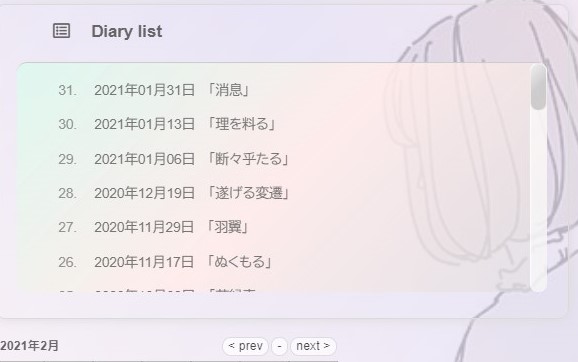 Diary list
31. 2021年01月31日 「消息」
30. 2021年01月13日 「理を料る」
29. 2021年01月06日 「断々乎たる」
28. 2020年12月19日 「遂げる変遷」
27. 2020年11月29日 「羽翼」
26. 2020年11月17日 「ぬくもる」
2021年2月
< prev - next >